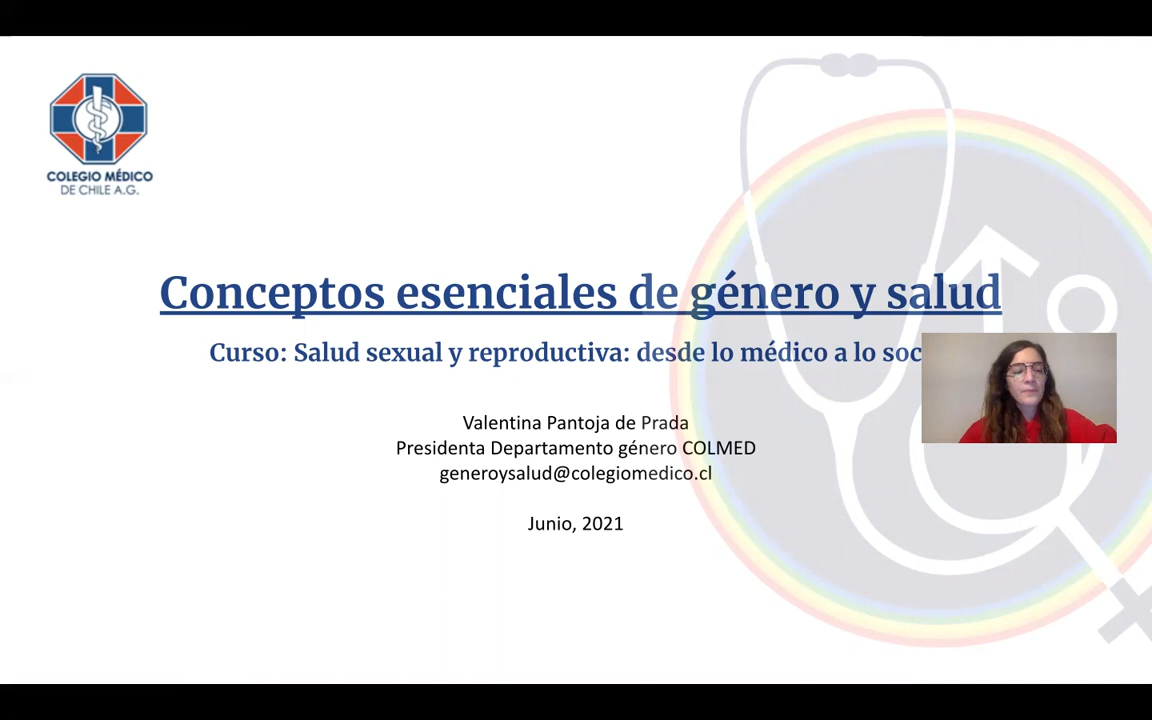 COLEGIO MÉDICO
DE CHILE A.G.
Conceptos esenciales de género y salud
Curso: Salud sexual y reproductiva: desde lo médico a lo
Valentina Pantoja de Prada
Presidenta Departamento género COLMED
generoysalud@colegiomedico.cl
Junio, 2021